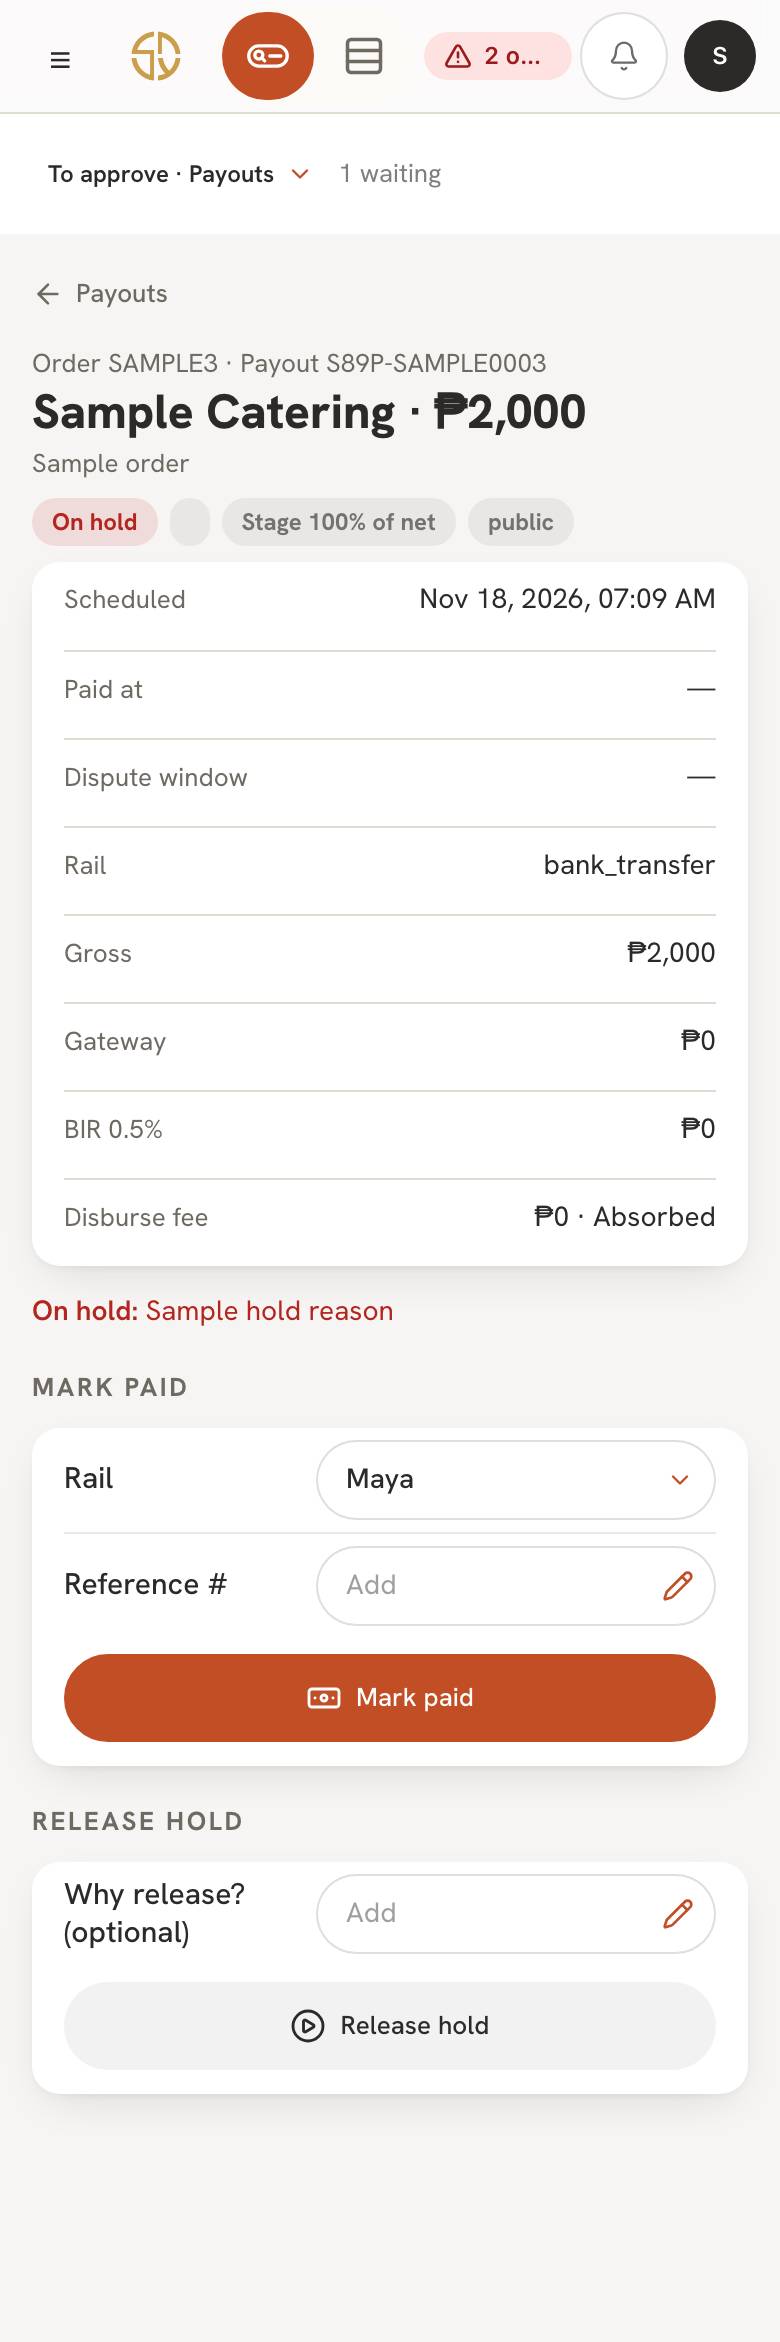 2 o...
S
To approve · Payouts
1 waiting
Payouts
Order SAMPLE3 · Payout S89P-SAMPLE0003
Sample Catering · ₱2,000
Sample order
On hold
Stage 100% of net
public
Scheduled
Nov 18, 2026, 07:09 AM
Paid at
—
Dispute window
—
Rail
bank_transfer
Gross
₱2,000
Gateway
₱0
BIR 0.5%
₱0
Disburse fee
₱0 · Absorbed
On hold: Sample hold reason
MARK PAID
Rail
Maya
Reference #
Add
Mark paid
RELEASE HOLD
Why release?
(optional)
Add
Release hold